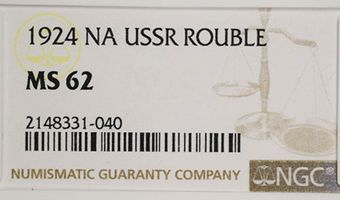 1924 NA USSR ROUBLE
MS 62
2148331-040
NUMISMATIC GUARANTY COMPANY
NGC®